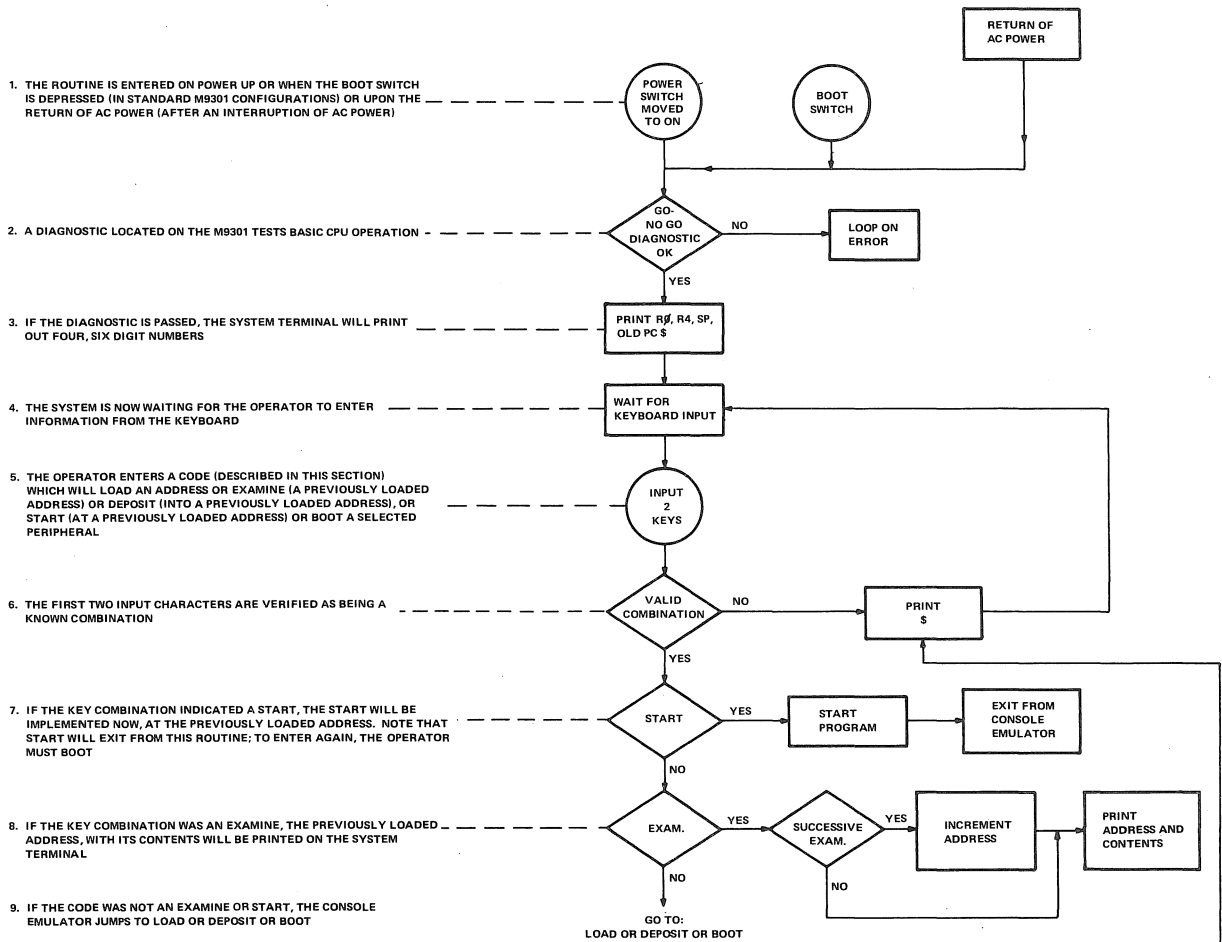 RETURN OF
AC POWER
1. THE ROUTINE IS ENTERED ON POWER UP OR WHEN THE BOOT SWITCH
IS DEPRESSED (IN STANDARD M9301 CONFIGURATIONS) OR UPON THE
RETURN OF AC POWER (AFTER AN INTERRUPTION OF AC POWER)
POWER
SWITCH
MOVED
TO ON
BOOT
SWITCH
2. A DIAGNOSTIC LOCATED ON THE M9301 TESTS BASIC CPU OPERATION
GO-
NO GO
DIAGNOSTIC
OK
NO
LOOP ON
ERROR
YES
3. IF THE DIAGNOSTIC IS PASSED, THE SYSTEM TERMINAL WILL PRINT
OUT FOUR, SIX DIGIT NUMBERS
PRINT RØ, R4, SP,
OLD PC $
4. THE SYSTEM IS NOW WAITING FOR THE OPERATOR TO ENTER
INFORMATION FROM THE KEYBOARD
WAIT FOR
KEYBOARD INPUT
5. THE OPERATOR ENTERS A CODE (DESCRIBED IN THIS SECTION)
WHICH WILL LOAD AN ADDRESS OR EXAMINE (A PREVIOUSLY LOADED
ADDRESS) OR DEPOSIT (INTO A PREVIOUSLY LOADED ADDRESS), OR
START (AT A PREVIOUSLY LOADED ADDRESS) OR BOOT A SELECTED
PERIPHERAL
INPUT
2
KEYS
6. THE FIRST TWO INPUT CHARACTERS ARE VERIFIED AS BEING A
KNOWN COMBINATION
VALID
COMBINATION
NO
PRINT
$
YES
7. IF THE KEY COMBINATION INDICATED A START, THE START WILL BE
IMPLEMENTED NOW, AT THE PREVIOUSLY LOADED ADDRESS. NOTE THAT
START WILL EXIT FROM THIS ROUTINE; TO ENTER AGAIN, THE OPERATOR
MUST BOOT
START
YES
START
PROGRAM
EXIT FROM
CONSOLE
EMULATOR
NO
8. IF THE KEY COMBINATION WAS AN EXAMINE, THE PREVIOUSLY LOADED
ADDRESS, WITH ITS CONTENTS WILL BE PRINTED ON THE SYSTEM
TERMINAL
EXAM.
YES
SUCCESSIVE
EXAM.
YES
INCREMENT
ADDRESS
PRINT
ADDRESS AND
CONTENTS
NO
NO
9. IF THE CODE WAS NOT AN EXAMINE OR START, THE CONSOLE
EMULATOR JUMPS TO LOAD OR DEPOSIT OR BOOT
GO TO:
LOAD OR DEPOSIT OR BOOT